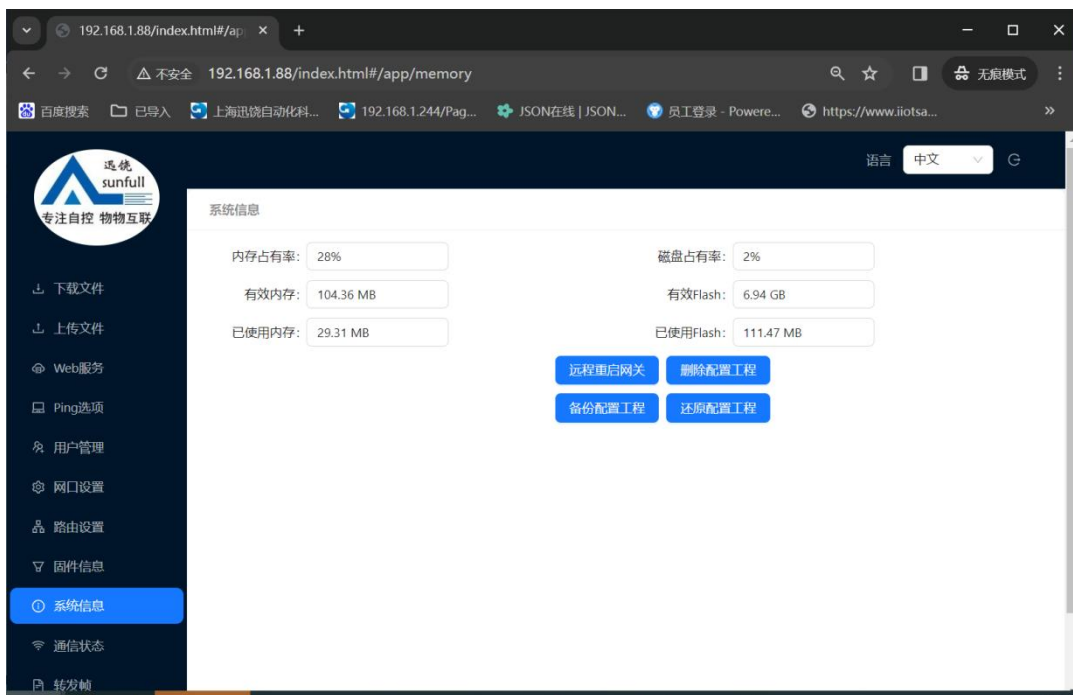 192.168.1.88/index.html#/ap
不安全 192.168.1.88/index.html#/app/memory 无痕模式
百度搜索 已导入 上海迅饶自动化科... 192.168.1.244/Pag... JSON在线 | JSON... 员工登录 - Powere... https://www.iiotsa...
迅饶
sunfull
专注自控 物物互联
语言 中文
系统信息
内存占有率: 28% 磁盘占有率: 2%
有效内存: 104.36 MB 有效Flash: 6.94 GB
已使用内存: 29.31 MB 已使用Flash: 111.47 MB
远程重启网关 删除配置工程
备份配置工程 还原配置工程
下载文件
上传文件
Web服务
Ping选项
用户管理
网口设置
路由设置
固件信息
系统信息
通信状态
转发帧